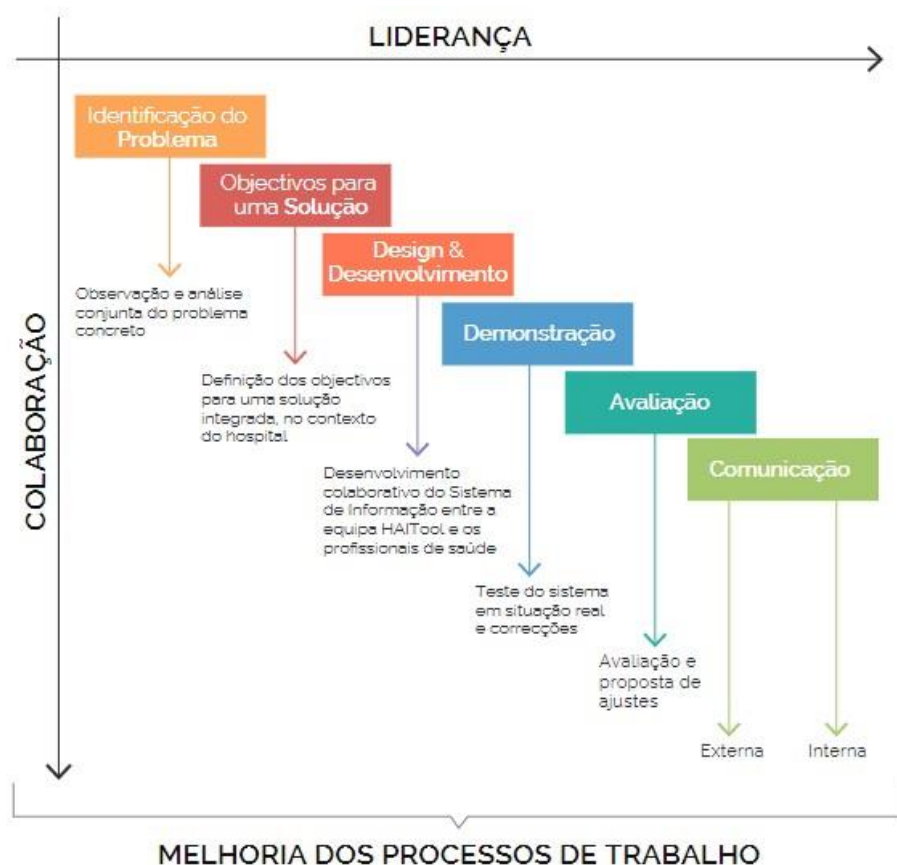 LIDERANÇA
COLABORAÇÃO
Identificação do
Problema
Observação e análise
conjunta do problema
concreto
Objectivos para
uma Solução
Definição dos objectivos
para uma solução
integrada, no contexto
do hospital
Design &
Desenvolvimento
Desenvolvimento
colaborativo do Sistema
de Informação entre a
equipa HAITool e os
profissionais de saúde
Demonstração
Teste do sistema
em situação real
e correcções
Avaliação
Avaliação e
proposta de
ajustes
Comunicação
Externa
Interna
MELHORIA DOS PROCESSOS DE TRABALHO